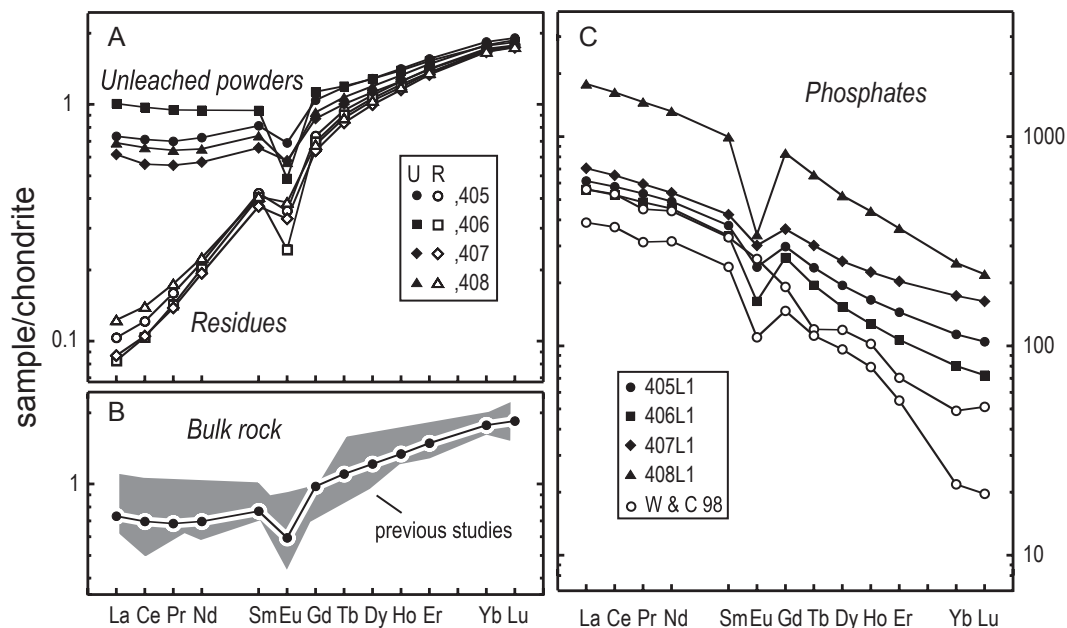 A
Unleached powders
1
U R
,405
,406
,407
,408
Residues
0.1
sample/chondrite
B
Bulk rock
1
previous studies
La Ce Pr Nd Sm Eu Gd Tb Dy Ho Er Yb Lu
C
Phosphates
1000
100
10
405L1
406L1
407L1
408L1
W & C 98
La Ce Pr Nd Sm Eu Gd Tb Dy Ho Er Yb Lu